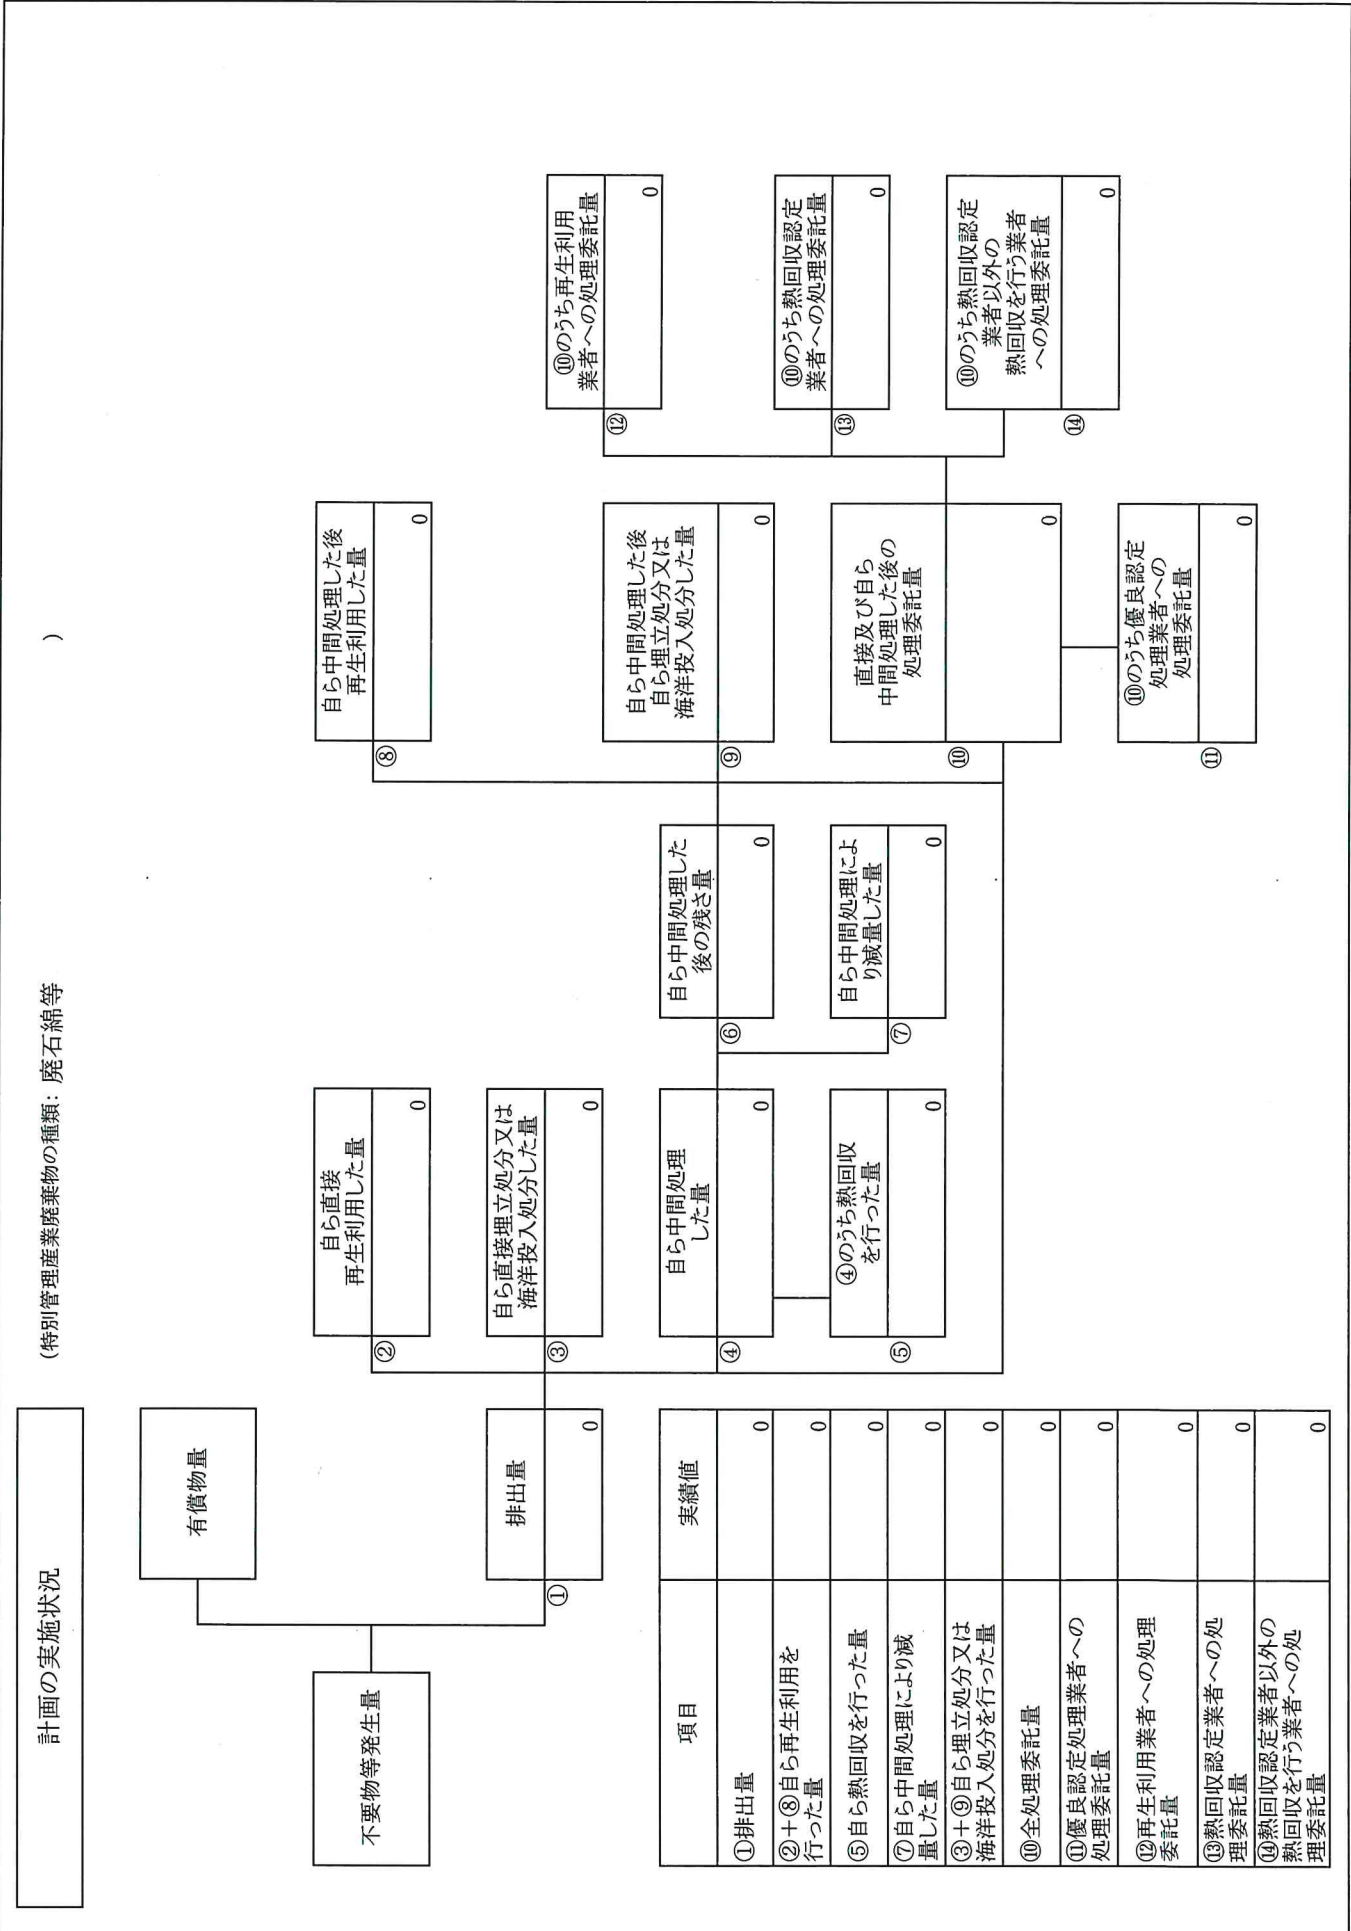 計画の実施状況
(特別管理産業廃棄物の種類: 廃石綿等 )
有償物量
不要物等発生量
①
排出量
0
②
自ら直接
再生利用した量
0
③
自ら直接埋立処分又は
海洋投入処分した量
0
④
自ら中間処理
した量
0
⑤
④のうち熱回収
を行った量
0
⑥
自ら中間処理した
後の残さ量
0
⑦
自ら中間処理によ
り減量した量
0
⑧
自ら中間処理した後
再生利用した量
0
⑨
自ら中間処理した後
自ら埋立処分又は
海洋投入処分した量
0
⑩
直接及び自ら
中間処理した後の
処理委託量
0
⑪
⑩のうち優良認定
処理業者への
処理委託量
0
⑫
⑩のうち再生利用
業者への処理委託量
0
⑬
⑩のうち熱回収認定
業者への処理委託量
0
⑭
⑩のうち熱回収認定
業者以外の
熱回収を行う業者
への処理委託量
0
項目 実績値
①排出量 0
②+⑧自ら再生利用を
行った量 0
⑤自ら熱回収を行った量 0
⑦自ら中間処理により減
量した量 0
③+⑨自ら埋立処分又は
海洋投入処分を行った量 0
⑩全処理委託量 0
⑪優良認定処理業者への
処理委託量 0
⑫再生利用業者への処理
委託量 0
⑬熱回収認定業者への処
理委託量 0
⑭熱回収認定業者以外の
熱回収を行う業者への処
理委託量 0